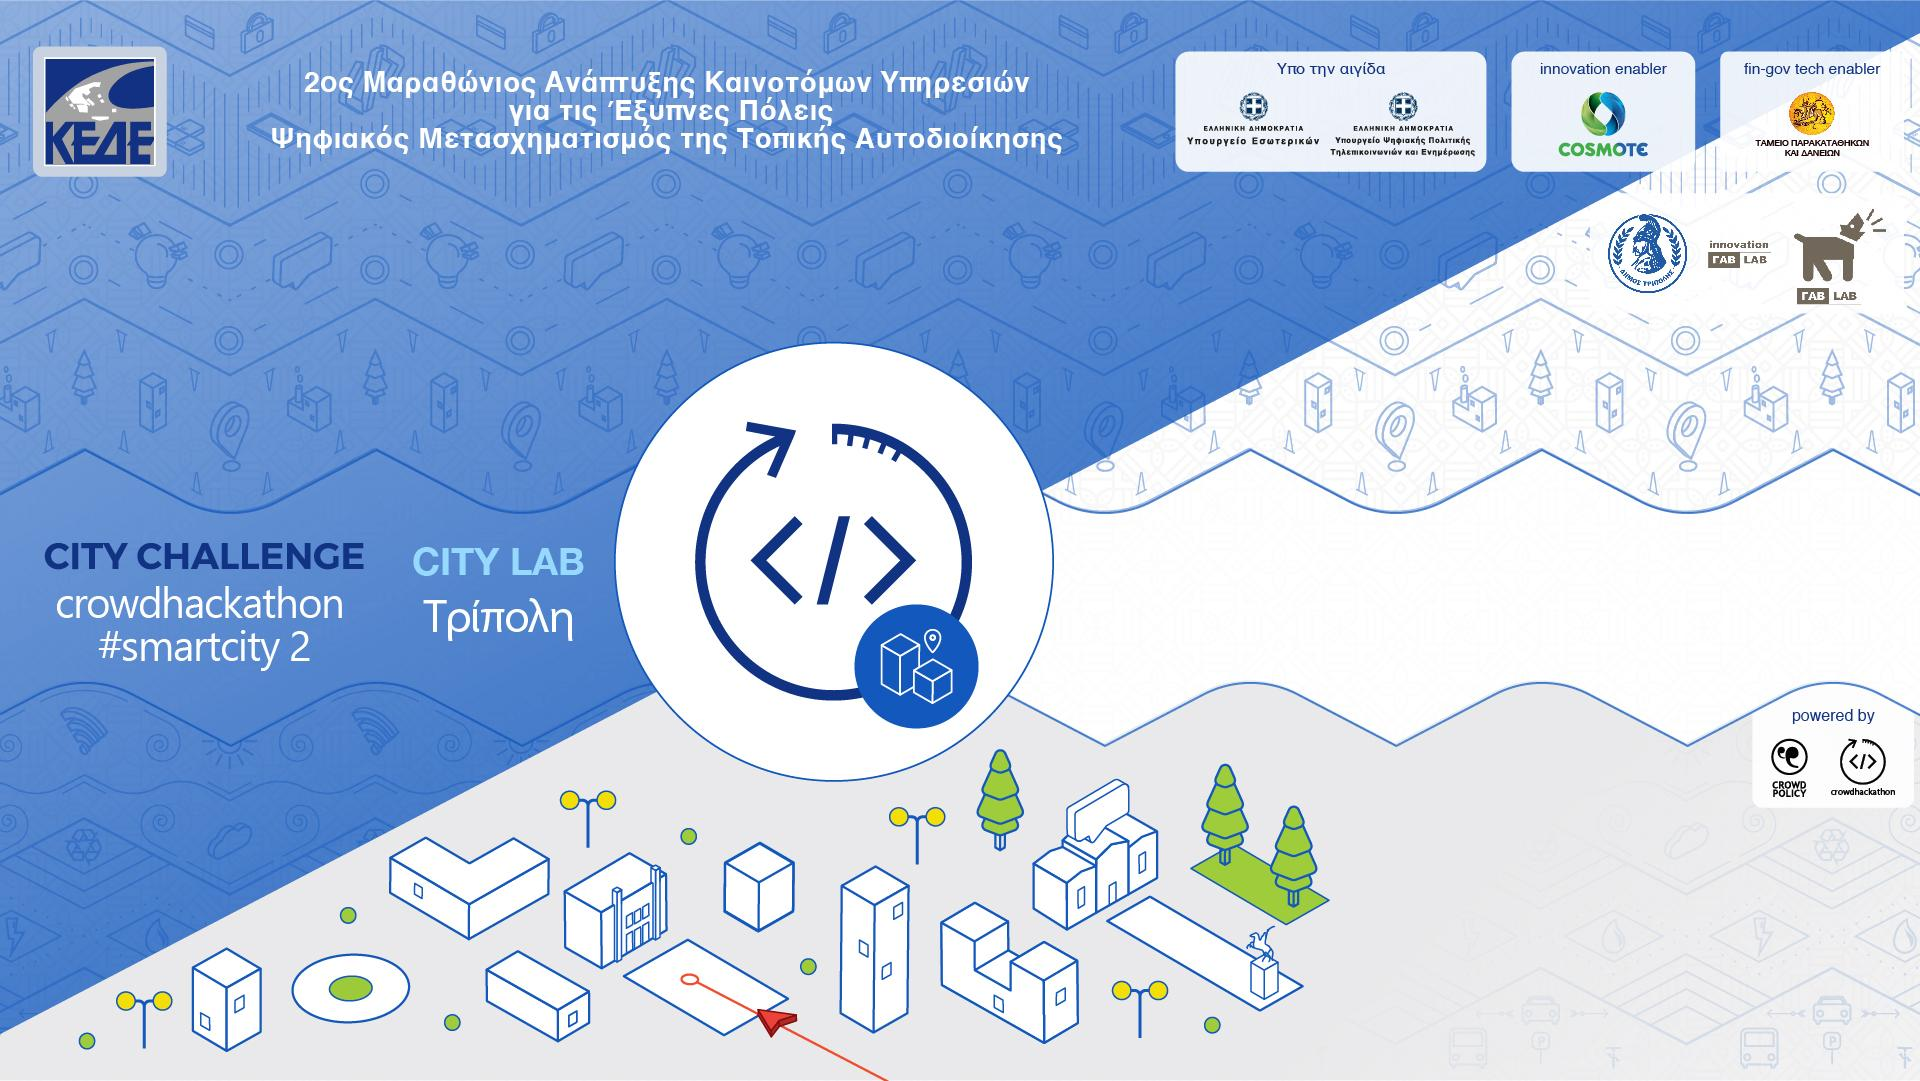 ΚΕΔΕ
2ος Μαραθώνιος Ανάπτυξης Καινοτόμων Υπηρεσιών
για τις Έξυπνες Πόλεις
Ψηφιακός Μετασχηματισμός της Τοπικής Αυτοδιοίκησης
Υπο την αιγίδα
ΕΛΛΗΝΙΚΗ ΔΗΜΟΚΡΑΤΙΑ
Υπουργείο Εσωτερικών
ΕΛΛΗΝΙΚΗ ΔΗΜΟΚΡΑΤΙΑ
Υπουργείο Ψηφιακής Πολιτικής
Τηλεπικοινωνιών και Ενημέρωσης
innovation enabler
COSMOTE
fin-gov tech enabler
ΤΑΜΕΙΟ ΠΑΡΑΚΑΤΑΘΗΚΩΝ
ΚΑΙ ΔΑΝΕΙΩΝ
ΔΗΜΟΣ ΤΡΙΠΟΛΗΣ
innovation
ΓΑΒ LAB
ΓΑΒ LAB
CITY CHALLENGE
crowdhackathon
#smartcity 2
CITY LAB
Τρίπολη
</>
powered by
CROWD
POLICY
</>
crowdhackathon
P
P